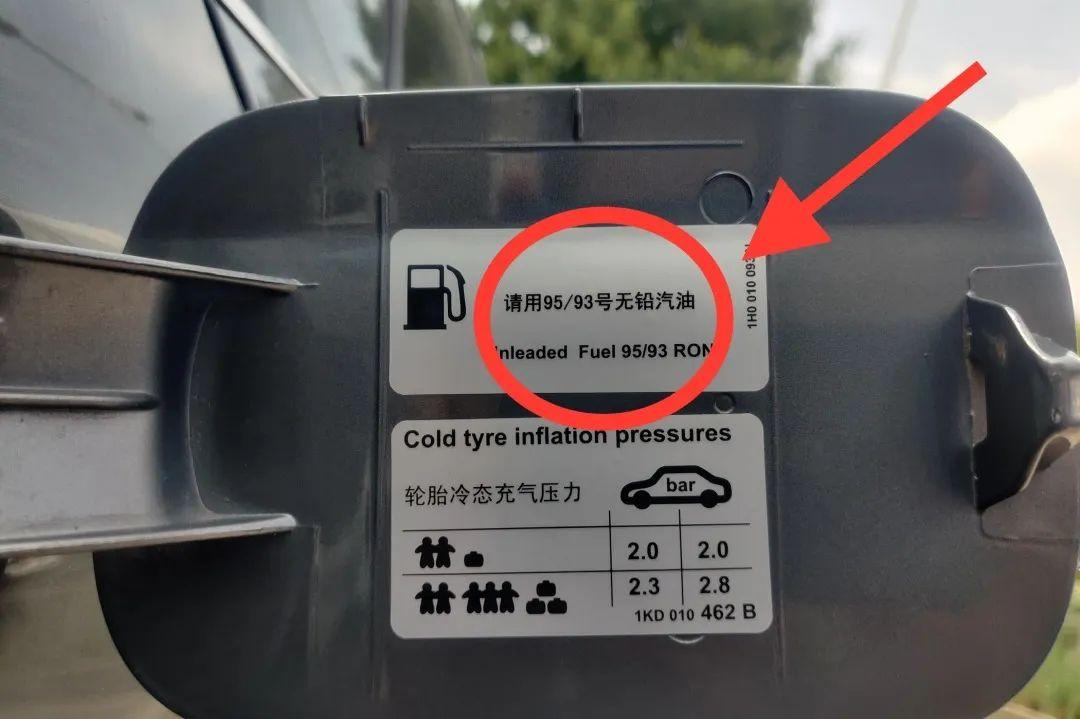 请用95/93号无铅汽油
nleaded Fuel 95/93 RON
1H0 010 093
Cold tyre inflation pressures
轮胎冷态充气压力
bar
2.0 2.0
2.3 2.8
1KD 010 462 B